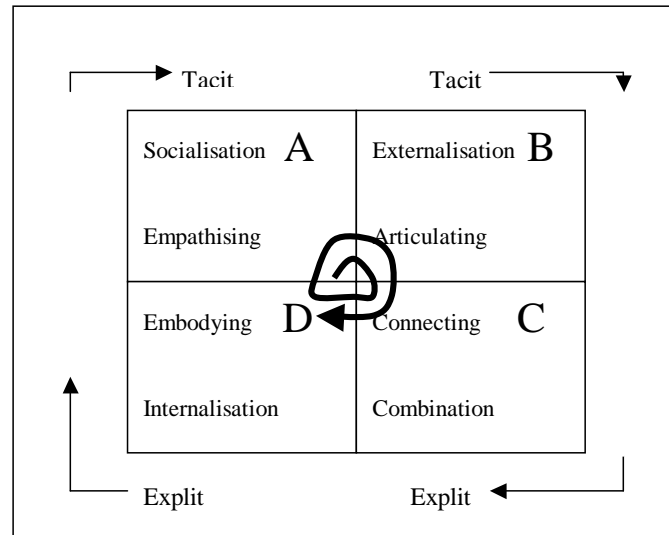 Tacit Tacit
Socialisation A Externalisation B
Empathising Articulating
Embodying D Connecting C
Internalisation Combination
Explit Explit